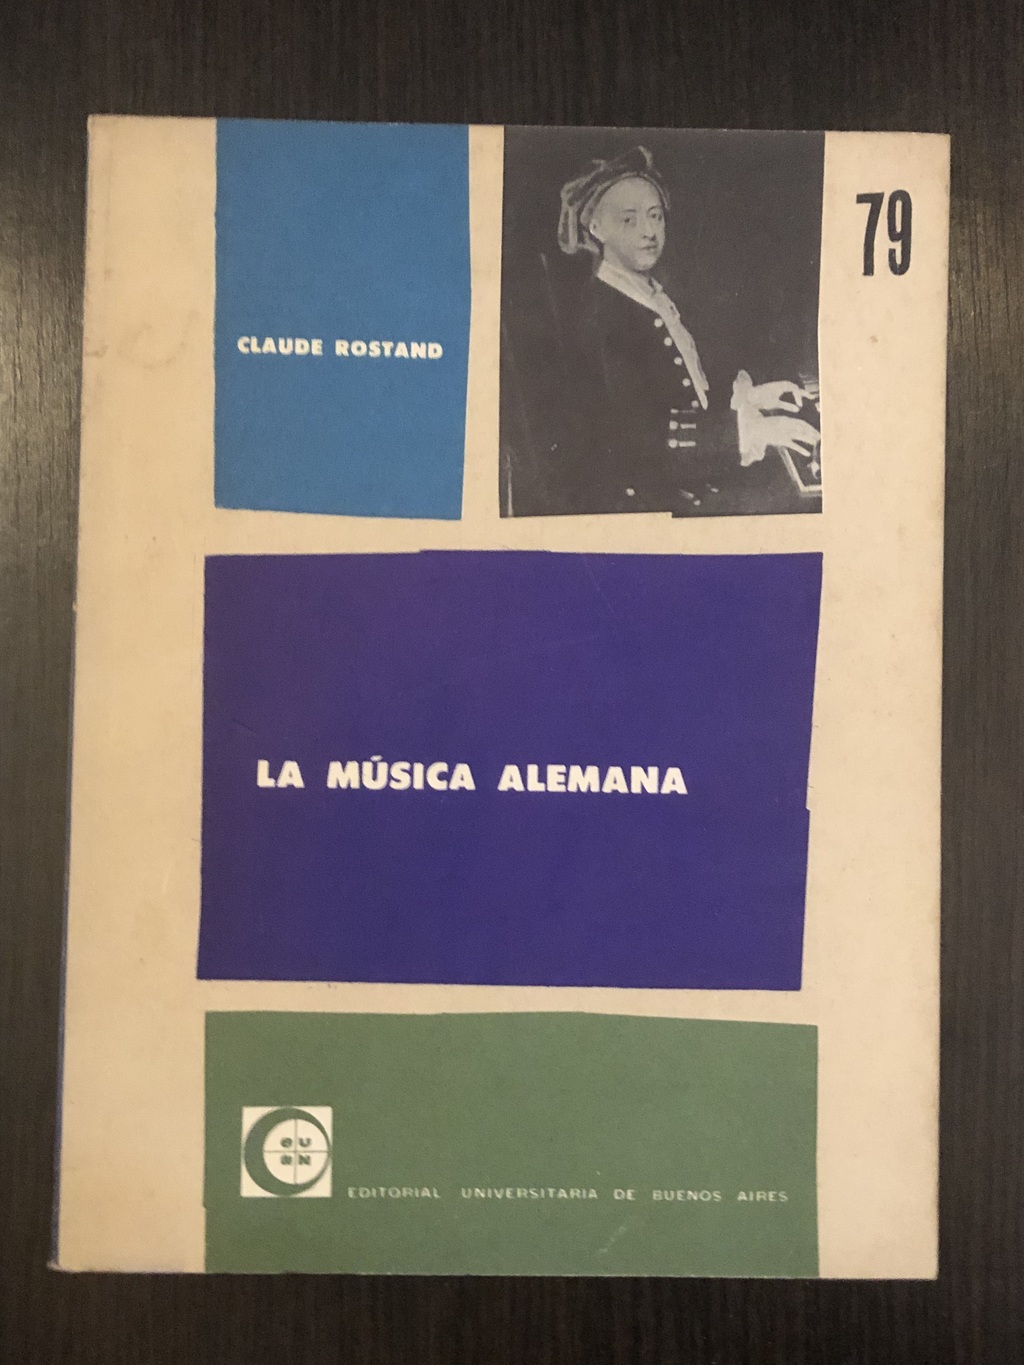 79
CLAUDE ROSTAND
LA MÚSICA ALEMANA
EDITORIAL UNIVERSITARIA DE BUENOS AIRES